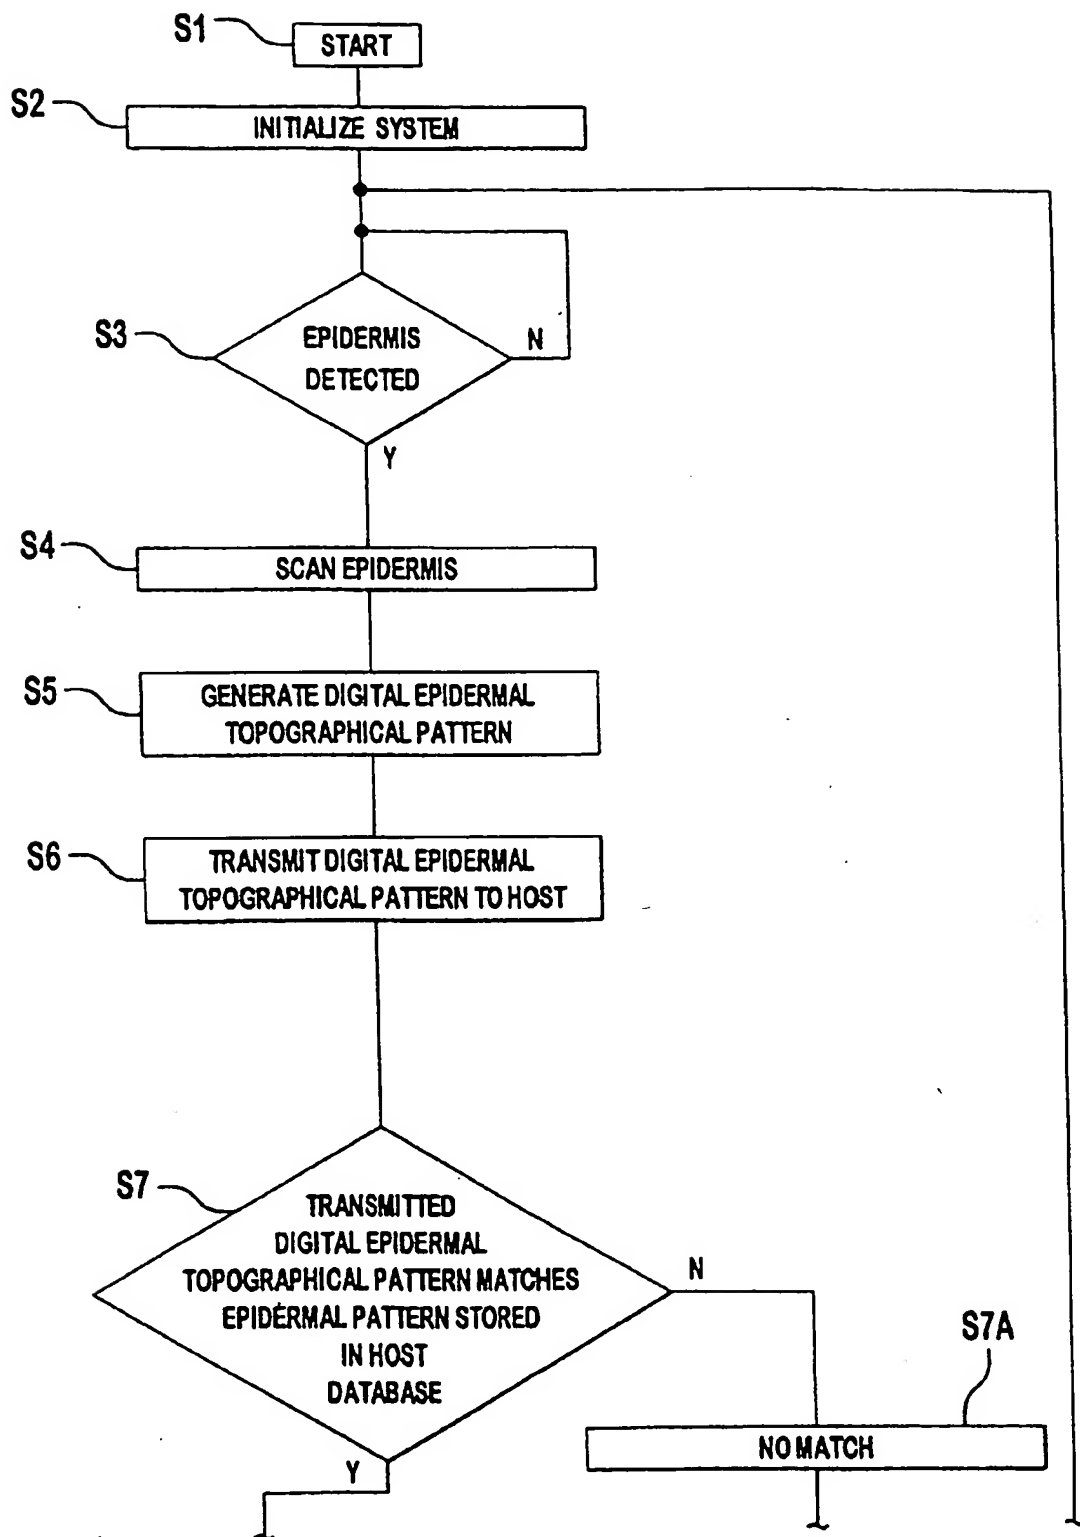 S1
START
S2
INITIALIZE SYSTEM
S3
EPIDERMIS
DETECTED
N
Y
S4
SCAN EPIDERMIS
S5
GENERATE DIGITAL EPIDERMAL
TOPOGRAPHICAL PATTERN
S6
TRANSMIT DIGITAL EPIDERMAL
TOPOGRAPHICAL PATTERN TO HOST
S7
TRANSMITTED
DIGITAL EPIDERMAL
TOPOGRAPHICAL PATTERN MATCHES
EPIDERMAL PATTERN STORED
IN HOST
DATABASE
N
S7A
NO MATCH
Y